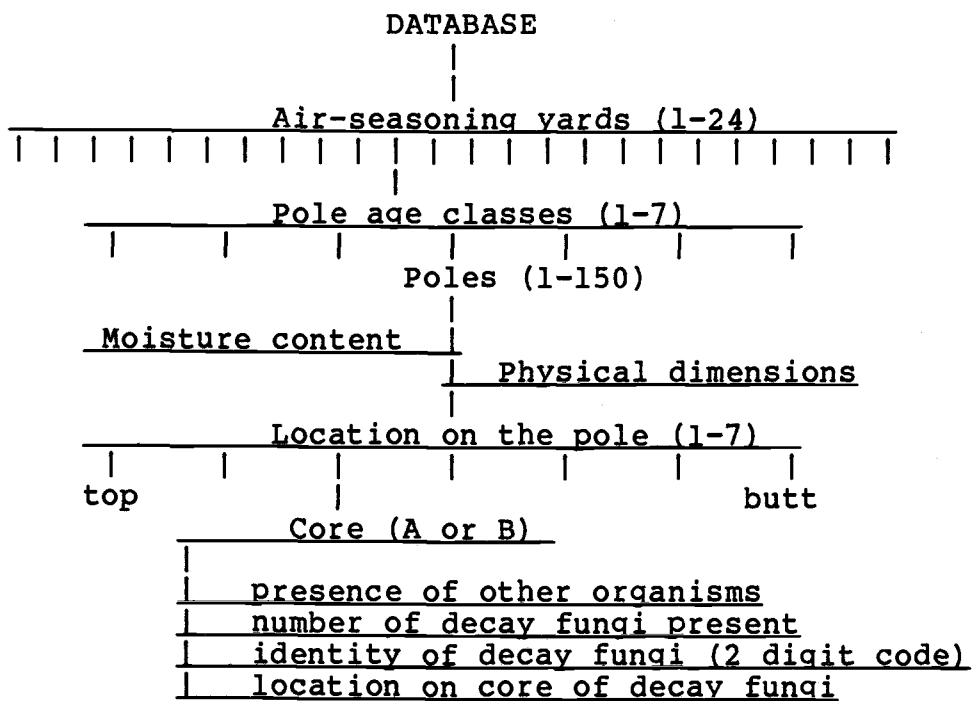 DATABASE
Air-seasoning yards (1-24)
Pole age classes (1-7)
Poles (1-150)
Moisture content
Physical dimensions
Location on the pole (1-7)
top butt
Core (A or B)
presence of other organisms
number of decay fungi present
identity of decay fungi (2 digit code)
location on core of decay fungi